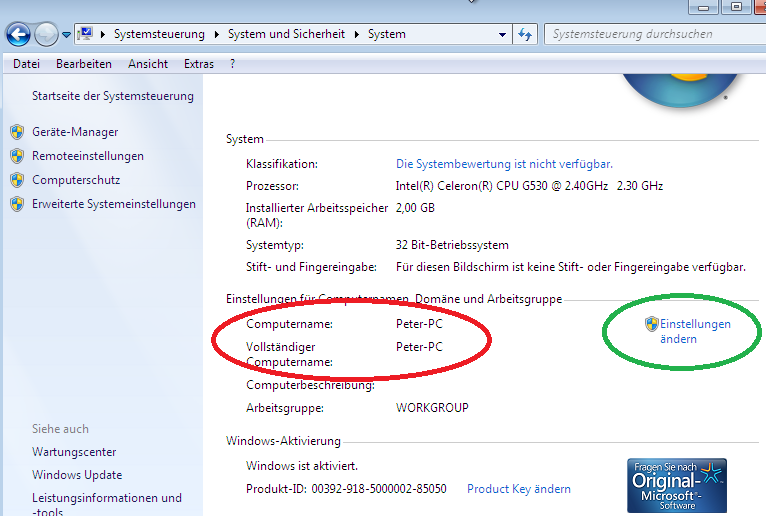 Systemsteuerung System und Sicherheit System
Systemsteuerung durchsuchen
Datei Bearbeiten Ansicht Extras ?
Startseite der Systemsteuerung
Geräte-Manager
Remoteeinstellungen
Computerschutz
Erweiterte Systemeinstellungen
Siehe auch
Wartungscenter
Windows Update
Leistungsinformationen und
-tools
System
Klassifikation: Die Systembewertung ist nicht verfügbar.
Prozessor: Intel(R) Celeron(R) CPU G530 @ 2.40GHz 2.30 GHz
Installierter Arbeitsspeicher 2,00 GB
(RAM):
Systemtyp: 32 Bit-Betriebssystem
Stift- und Fingereingabe: Für diesen Bildschirm ist keine Stift- oder Fingereingabe verfügbar.
Einstellungen für Computernamen, Domäne und Arbeitsgruppe
Computername: Peter-PC
Einstellungen
ändern
Vollständiger Peter-PC
Computername:
Computerbeschreibung:
Arbeitsgruppe: WORKGROUP
Windows-Aktivierung
Windows ist aktiviert.
Produkt-ID: 00392-918-5000002-85050 Product Key ändern
Fragen Sie nach
Original-
Microsoft®-
Software